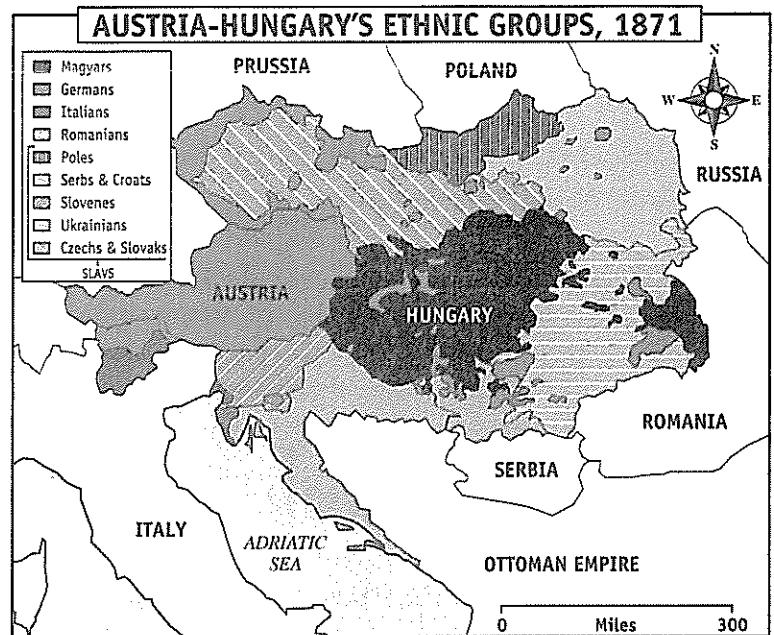 AUSTRIA-HUNGARY'S ETHNIC GROUPS, 1871
Magyars
Germans
Italians
Romanians
Poles
Serbs & Croats
Slovenes
Ukrainians
Czechs & Slovaks
SLAVS
PRUSSIA
POLAND
N
W
E
S
RUSSIA
AUSTRIA
HUNGARY
ROMANIA
SERBIA
ITALY
ADRIATIC
SEA
OTTOMAN EMPIRE
0 Miles 300